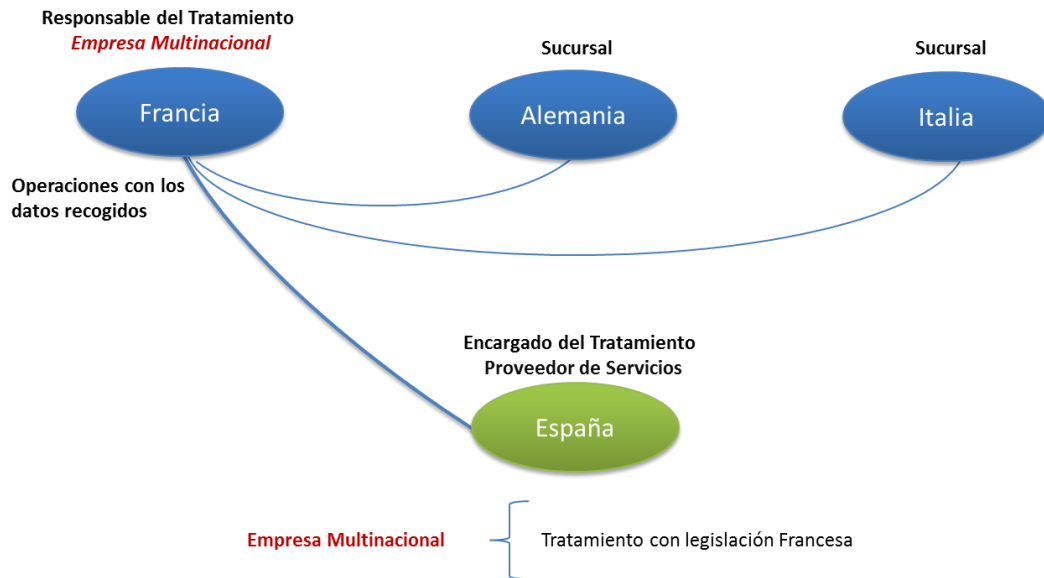 Responsable del Tratamiento
Empresa Multinacional
Sucursal
Sucursal
Francia
Alemania
Italia
Operaciones con los
datos recogidos
Encargado del Tratamiento
Proveedor de Servicios
España
Empresa Multinacional
Tratamiento con legislación Francesa